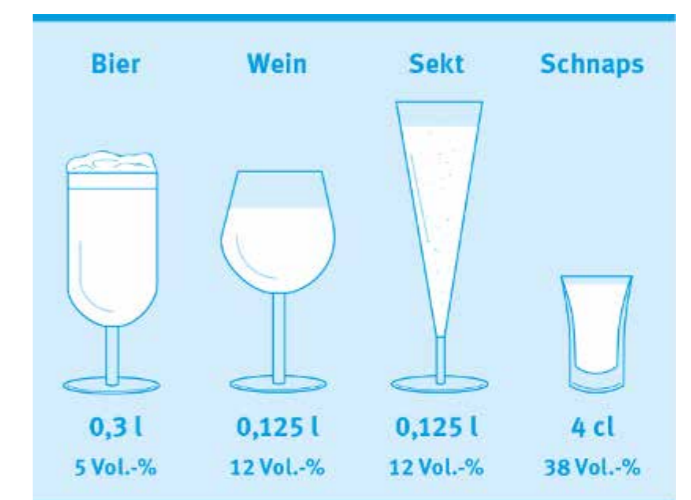 Bier Wein Sekt Schnaps
0,3 l 0,125 l 0,125 l 4 cl
5 Vol.-% 12 Vol.-% 12 Vol.-% 38 Vol.-%